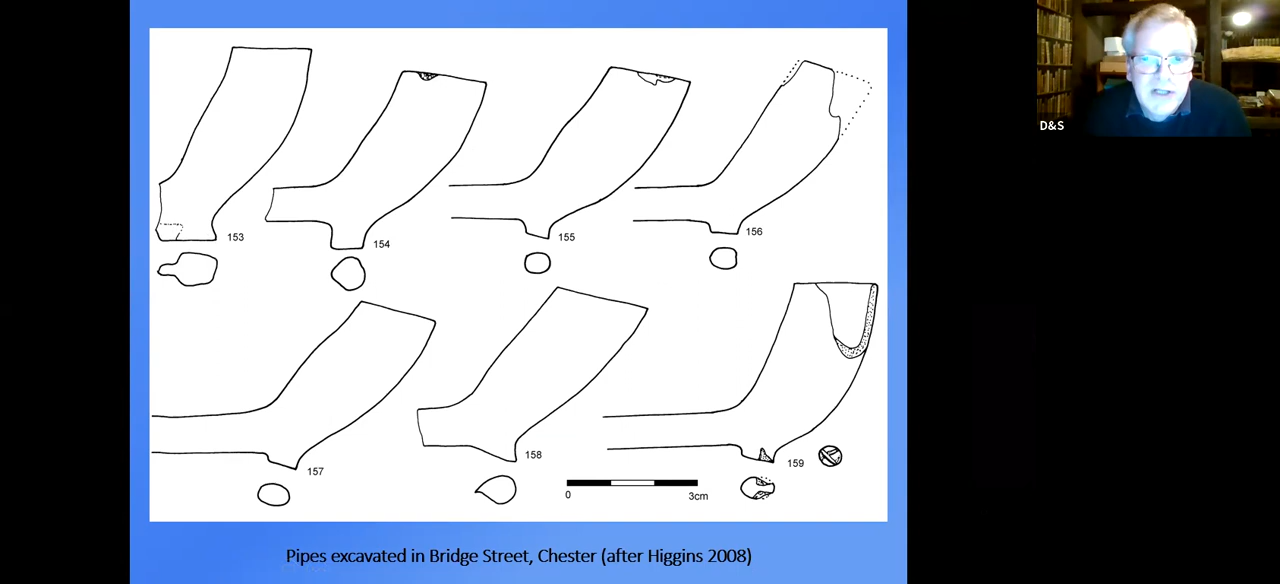 D&S
153
154
155
156
157
158
159
0 3cm
Pipes excavated in Bridge Street, Chester (after Higgins 2008)